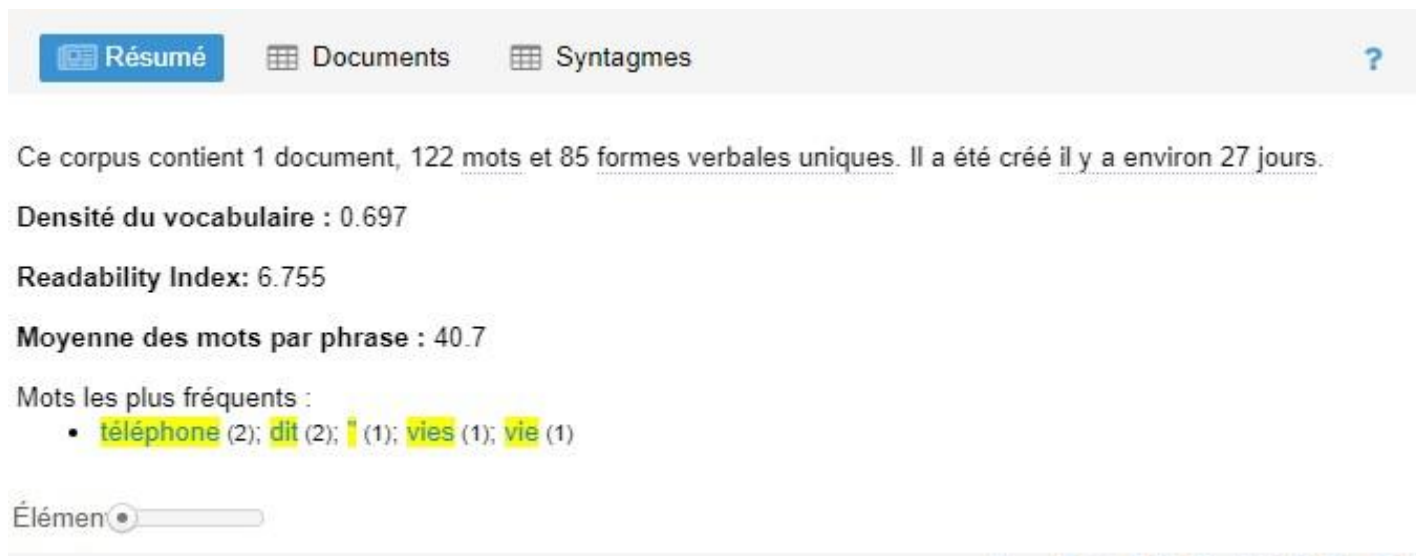 Résumé Documents Syntagmes ?
Ce corpus contient 1 document, 122 mots et 85 formes verbales uniques. Il a été créé il y a environ 27 jours.
Densité du vocabulaire : 0.697
Readability Index: 6.755
Moyenne des mots par phrase : 40.7
Mots les plus fréquents :
• téléphone (2); dit (2); " (1); vies (1); vie (1)
Élémen